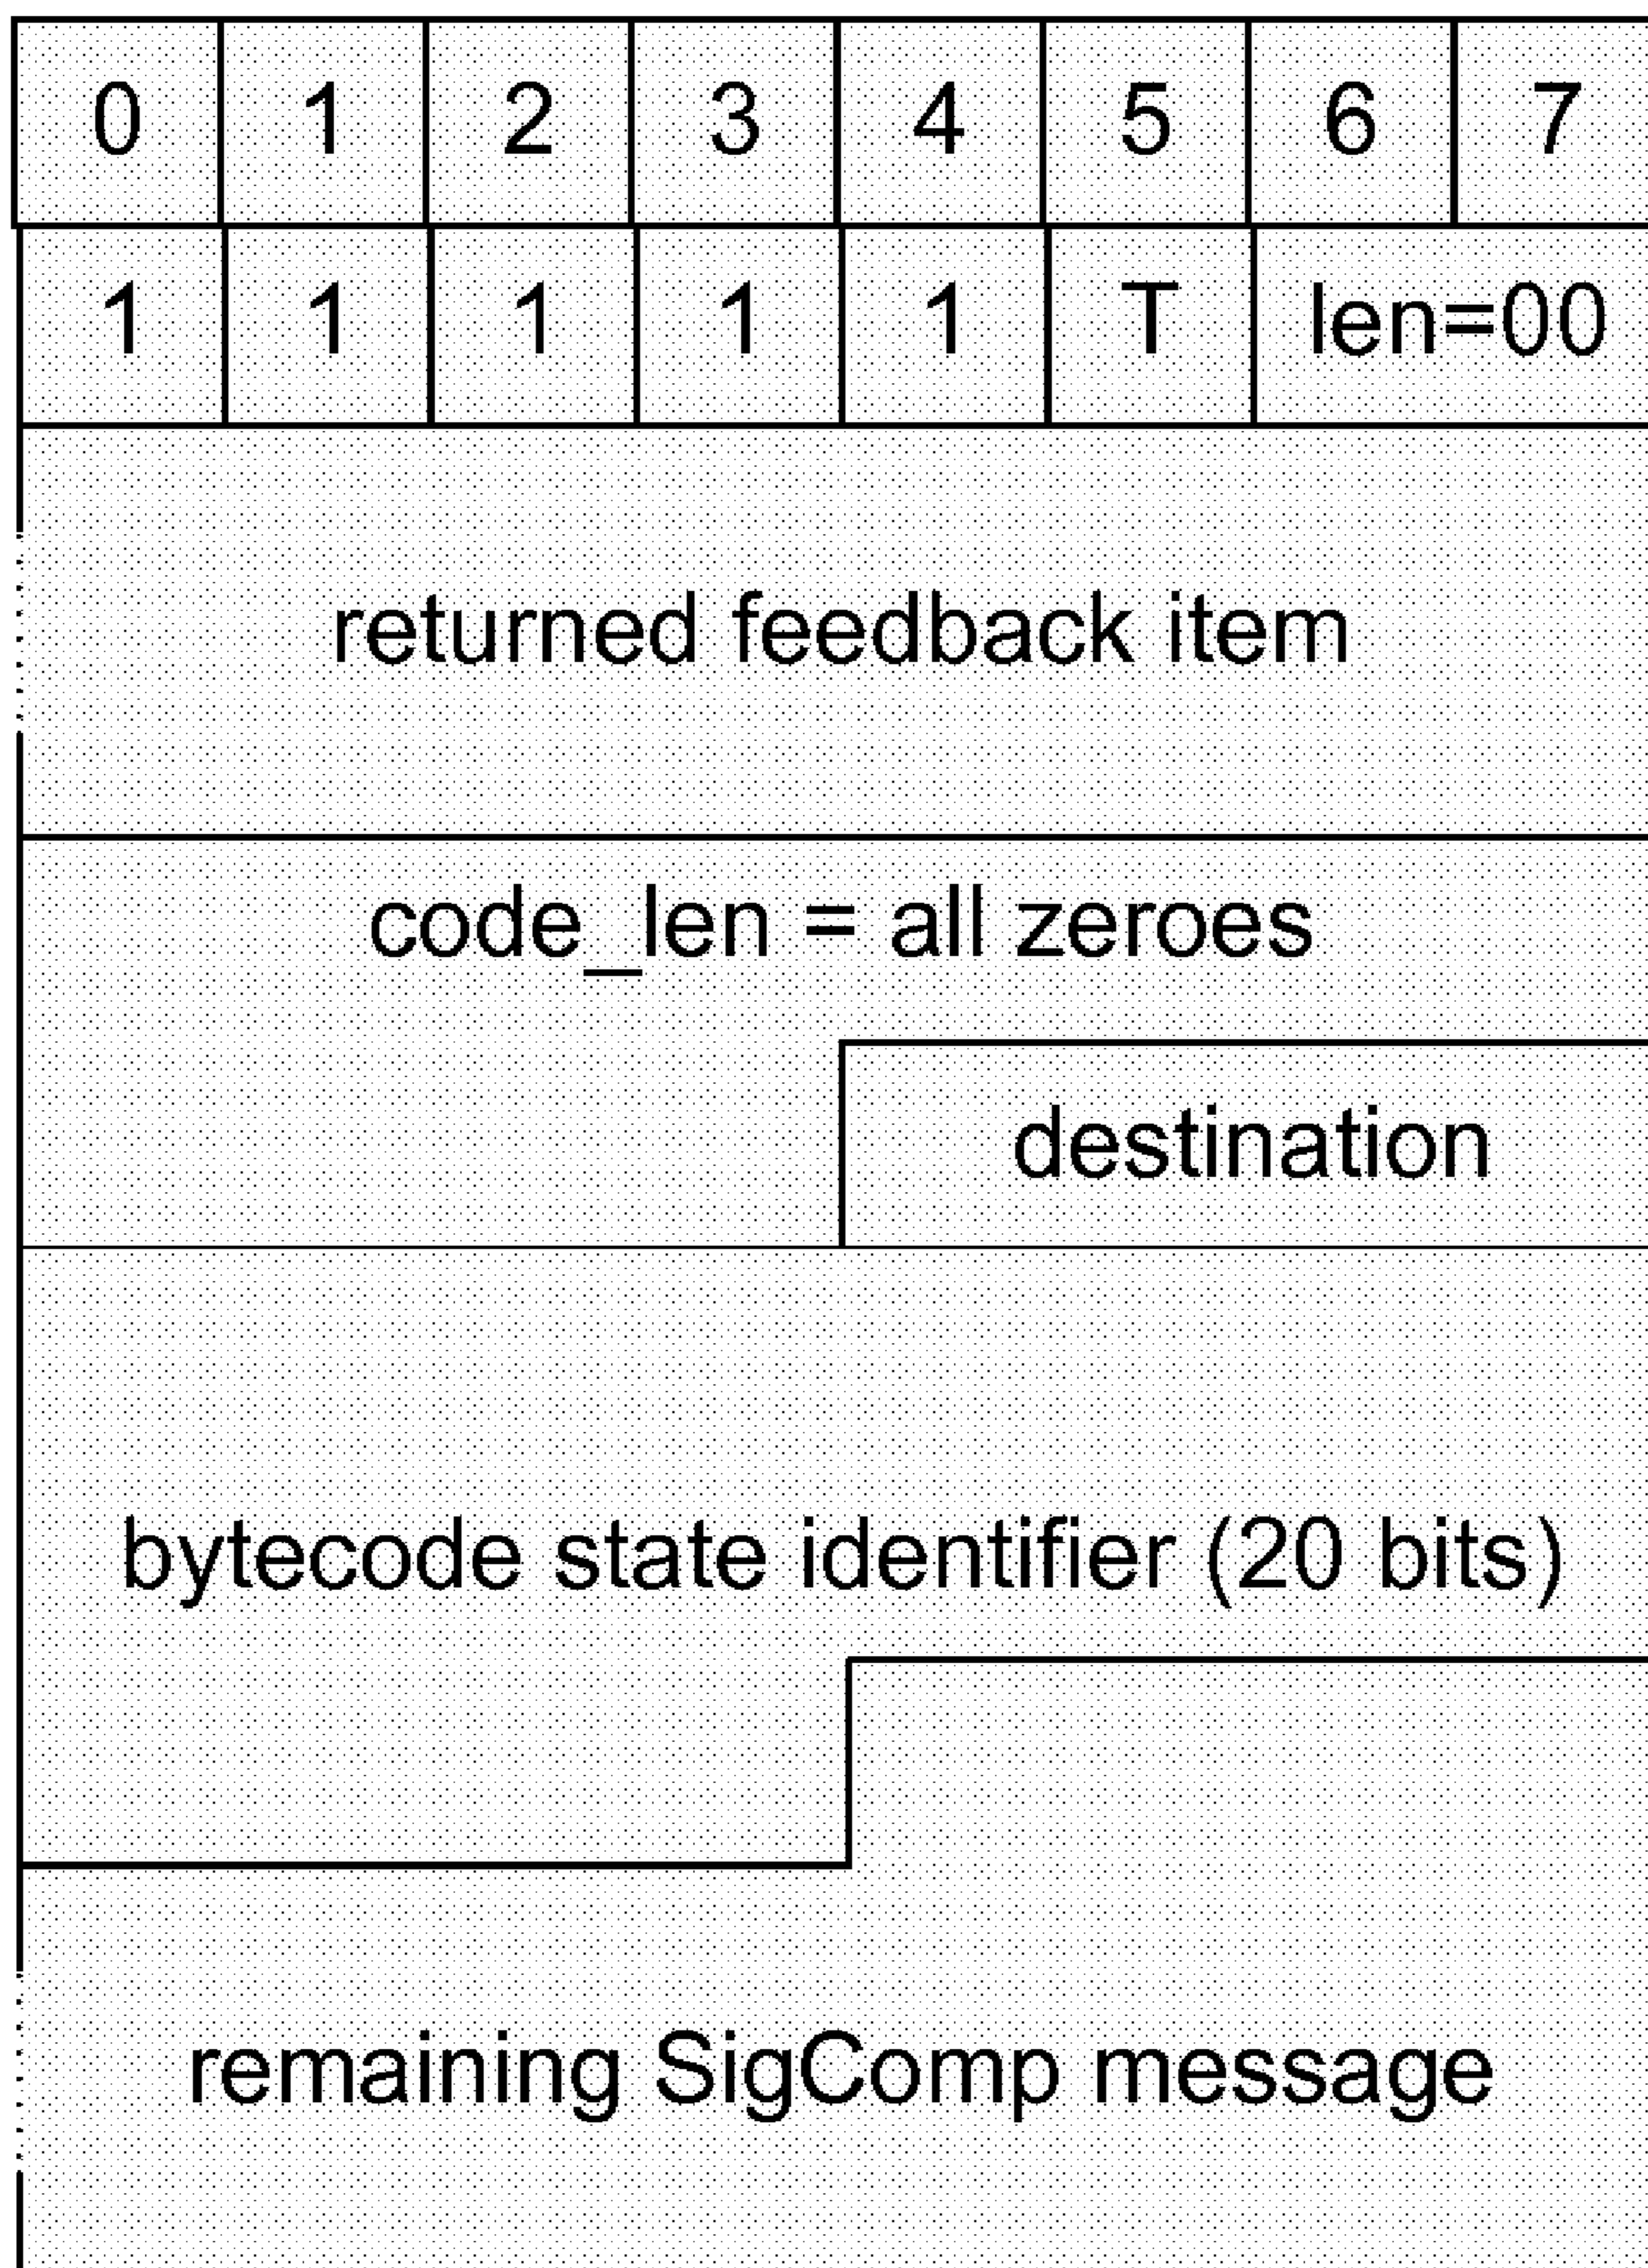 0 1 2 3 4 5 6 7
1 1 1 1 1 T len=00
returned feedback item
code_len = all zeroes
destination
bytecode state identifier (20 bits)
remaining SigComp message